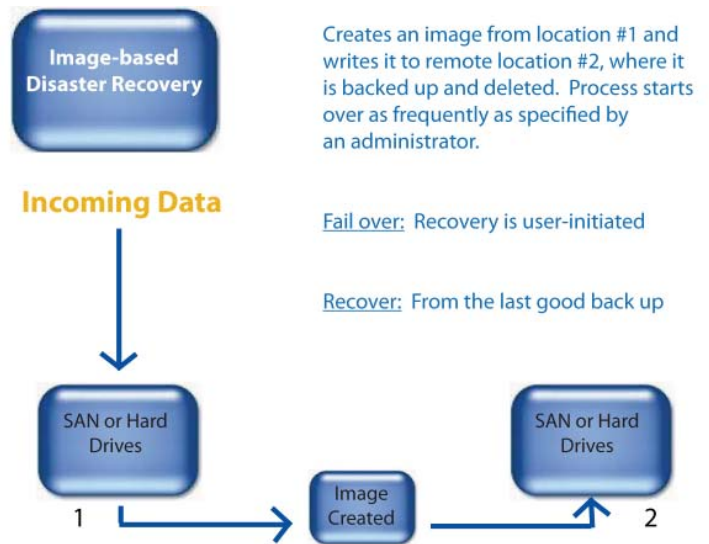 Image-based
Disaster Recovery
Creates an image from location #1 and
writes it to remote location #2, where it
is backed up and deleted. Process starts
over as frequently as specified by
an administrator.
Incoming Data
Fail over: Recovery is user-initiated
Recover: From the last good back up
SAN or Hard
Drives
SAN or Hard
Drives
Image
Created
1
2